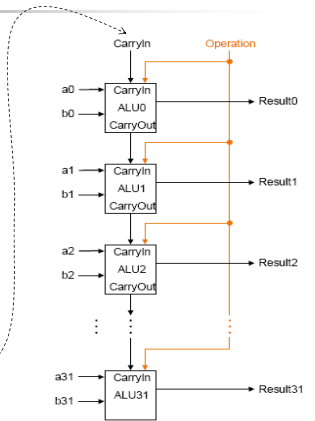 CarryIn Operation
a0 CarryIn
ALU0 Result0
b0
CarryOut
a1 CarryIn
ALU1 Result1
b1
CarryOut
a2 CarryIn
ALU2 Result2
b2
CarryOut
a31 CarryIn
ALU31 Result31
b31